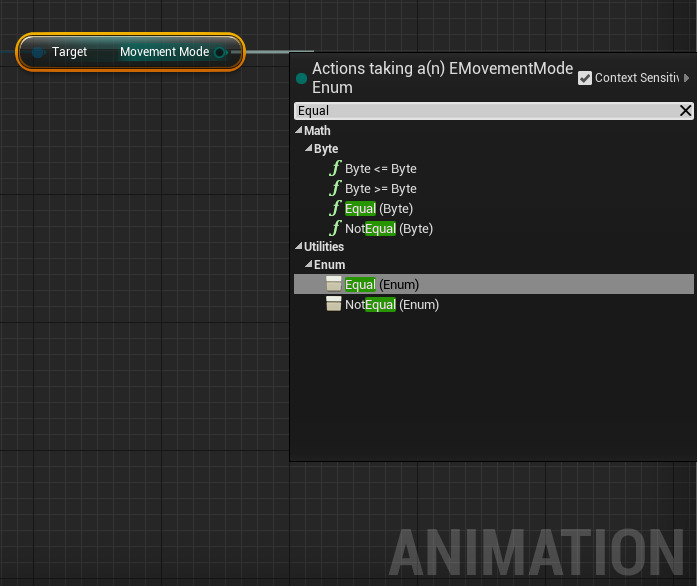 Target Movement Mode
Actions taking a(n) EMovementMode
Enum
Context Sensitiv
Equal
Math
Byte
f Byte <= Byte
f Byte >= Byte
f Equal (Byte)
f NotEqual (Byte)
Utilities
Enum
Equal (Enum)
NotEqual (Enum)
ANIMATION